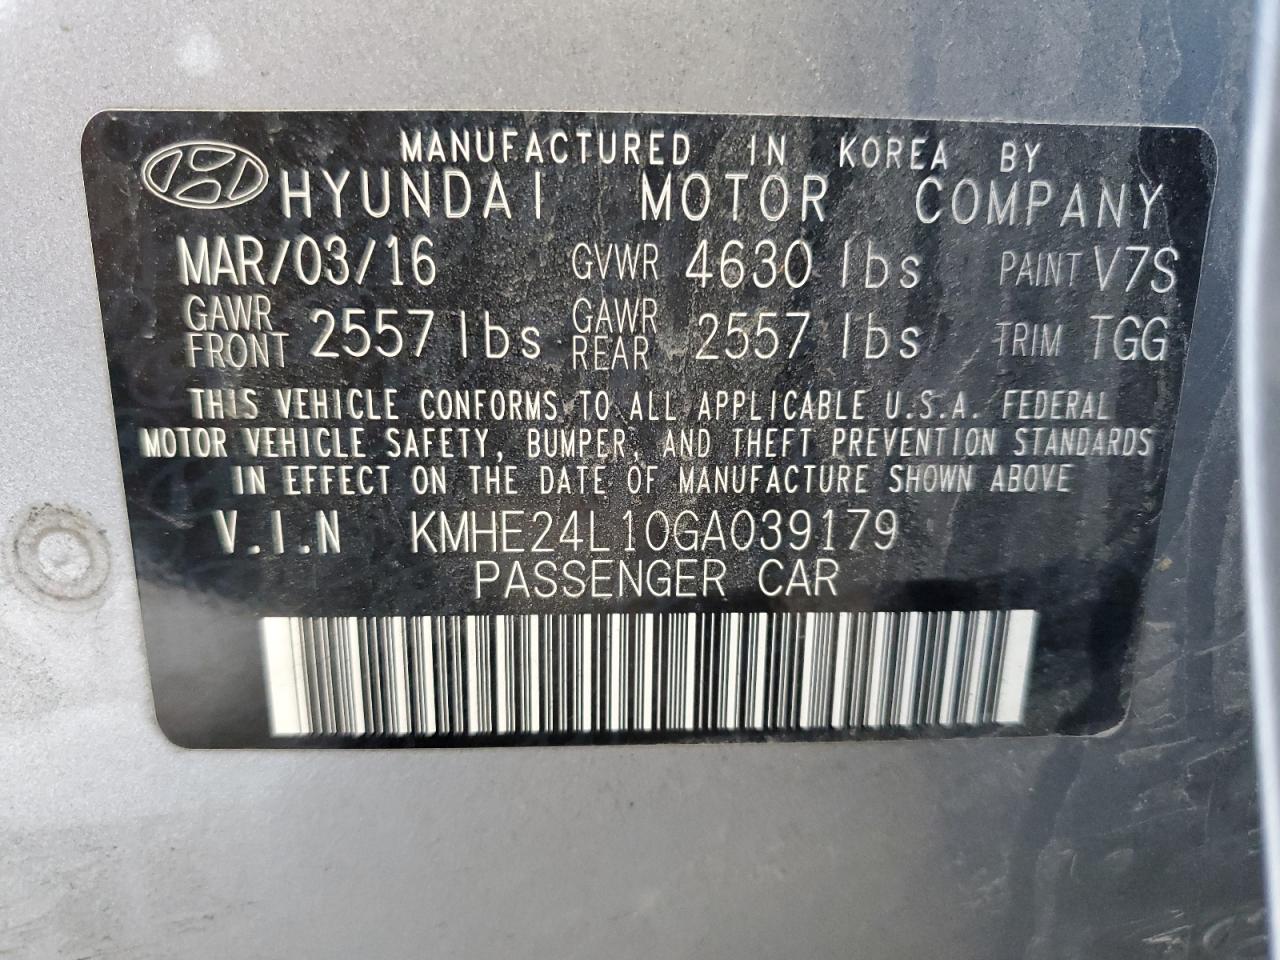 MANUFACTURED IN KOREA BY
HYUNDAI MOTOR COMPANY
MAR/03/16 GVWR 4630 lbs PAINT V7S
GAWR FRONT 2557 lbs GAWR REAR 2557 lbs TRIM TGG
THIS VEHICLE CONFORMS TO ALL APPLICABLE U.S.A. FEDERAL
MOTOR VEHICLE SAFETY, BUMPER, AND THEFT PREVENTION STANDARDS
IN EFFECT ON THE DATE OF MANUFACTURE SHOWN ABOVE
V.I.N KMHE24L10GA039179
PASSENGER CAR